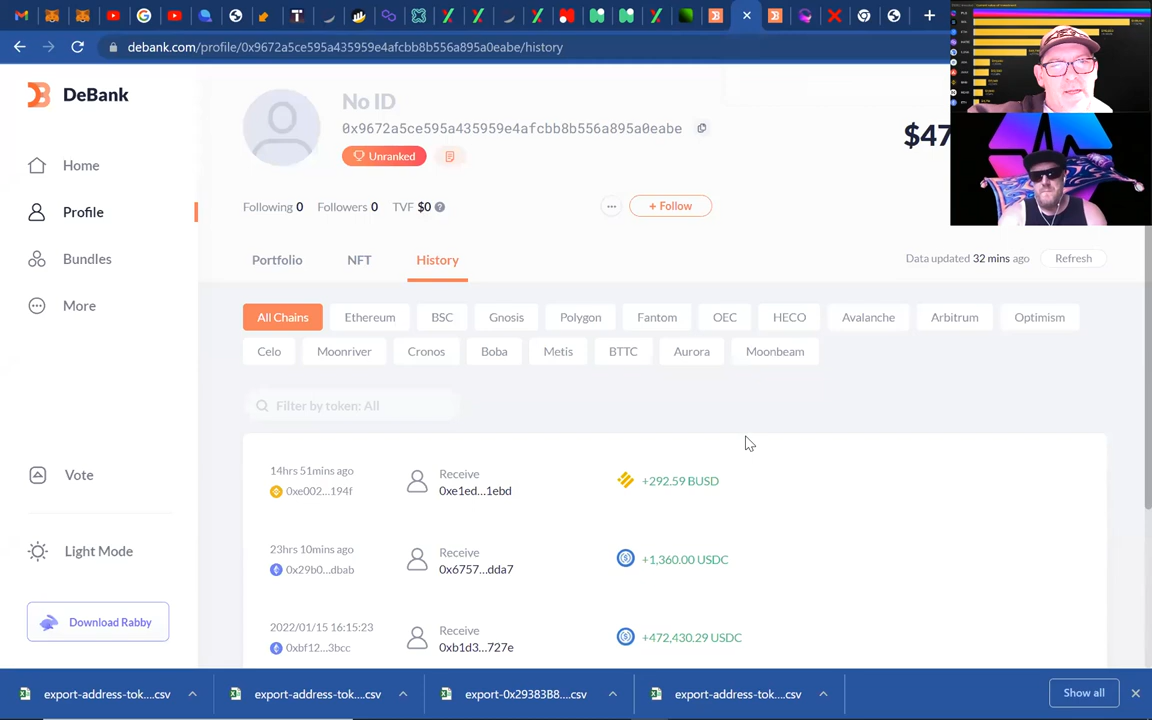 debank.com/profile/0x9672a5ce595a435959e4afcbb8b556a895a0eabe/history
DeBank
No ID
0x9672a5ce595a435959e4afcbb8b556a895a0eabe
$47
Unranked
Home
Following 0 Followers 0 TVF $0
+ Follow
Profile
Portfolio NFT History
Data updated 32 mins ago Refresh
Bundles
More
All Chains Ethereum BSC Gnosis Polygon Fantom OEC HECO Avalanche Arbitrum Optimism
Celo Moonriver Cronos Boba Metis BTTC Aurora Moonbeam
Filter by token: All
14hrs 51mins ago
0xe002...194f
Receive
0xe1ed...1ebd
+292.59 BUSD
Vote
23hrs 10mins ago
0x29b0...dbab
Receive
0x6757...dda7
+1,360.00 USDC
Light Mode
2022/01/15 16:15:23
0xbf12...3bcc
Receive
0xb1d3...727e
+472,430.29 USDC
Download Rabby
export-address-tok....csv
export-address-tok....csv
export-0x29383B8....csv
export-address-tok....csv
Show all